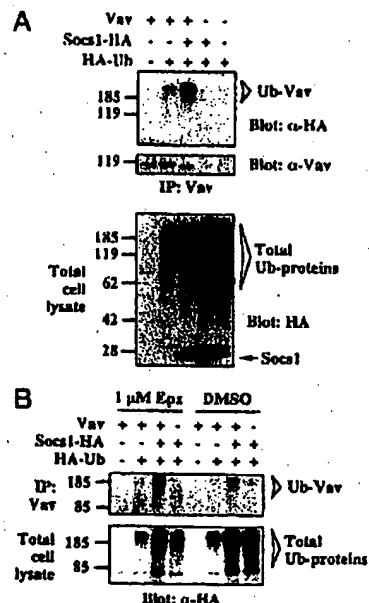 A
Vav + + + - -
Socs1-HA - - + + -
HA-Ub - + + + +
185
119
Ub-Vav
Blot: α-HA
119
Blot: α-Vav
IP: Vav
185
119
62
42
28
Total
cell
lysate
Total
Ub-proteins
Blot: HA
Socs1
B
1 μM Epx DMSO
Vav + + + - + + + -
Socs1-HA - - + + - - + +
HA-Ub - + + + - + + +
IP:
Vav
185
85
Ub-Vav
Total
cell
lysate
185
85
Total
Ub-proteins
Blot: α-HA